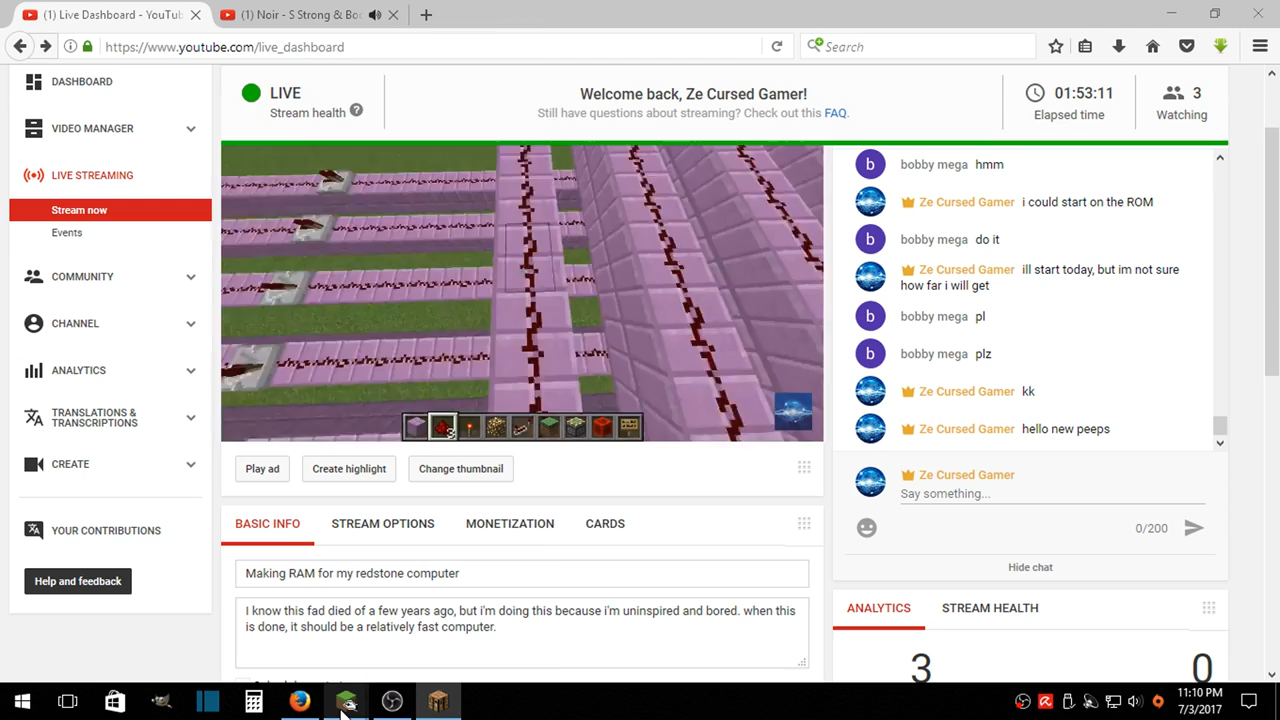 (1) Live Dashboard - YouTub
(1) Noir - S Strong & Bo
https://www.youtube.com/live_dashboard
Search
DASHBOARD
VIDEO MANAGER
LIVE STREAMING
Stream now
Events
COMMUNITY
CHANNEL
ANALYTICS
TRANSLATIONS &
TRANSCRIPTIONS
CREATE
YOUR CONTRIBUTIONS
Help and feedback
LIVE
Stream health ?
Welcome back, Ze Cursed Gamer!
Still have questions about streaming? Check out this FAQ.
01:53:11
Elapsed time
3
Watching
3
Play ad
Create highlight
Change thumbnail
BASIC INFO
STREAM OPTIONS
MONETIZATION
CARDS
Making RAM for my redstone computer
I know this fad died of a few years ago, but i'm doing this because i'm uninspired and bored. when this
is done, it should be a relatively fast computer.
b bobby mega hmm
Ze Cursed Gamer i could start on the ROM
b bobby mega do it
Ze Cursed Gamer ill start today, but im not sure
how far i will get
b bobby mega pl
b bobby mega plz
Ze Cursed Gamer kk
Ze Cursed Gamer hello new peeps
Ze Cursed Gamer
Say something...
0/200
Hide chat
ANALYTICS
STREAM HEALTH
3
0
11:10 PM
7/3/2017